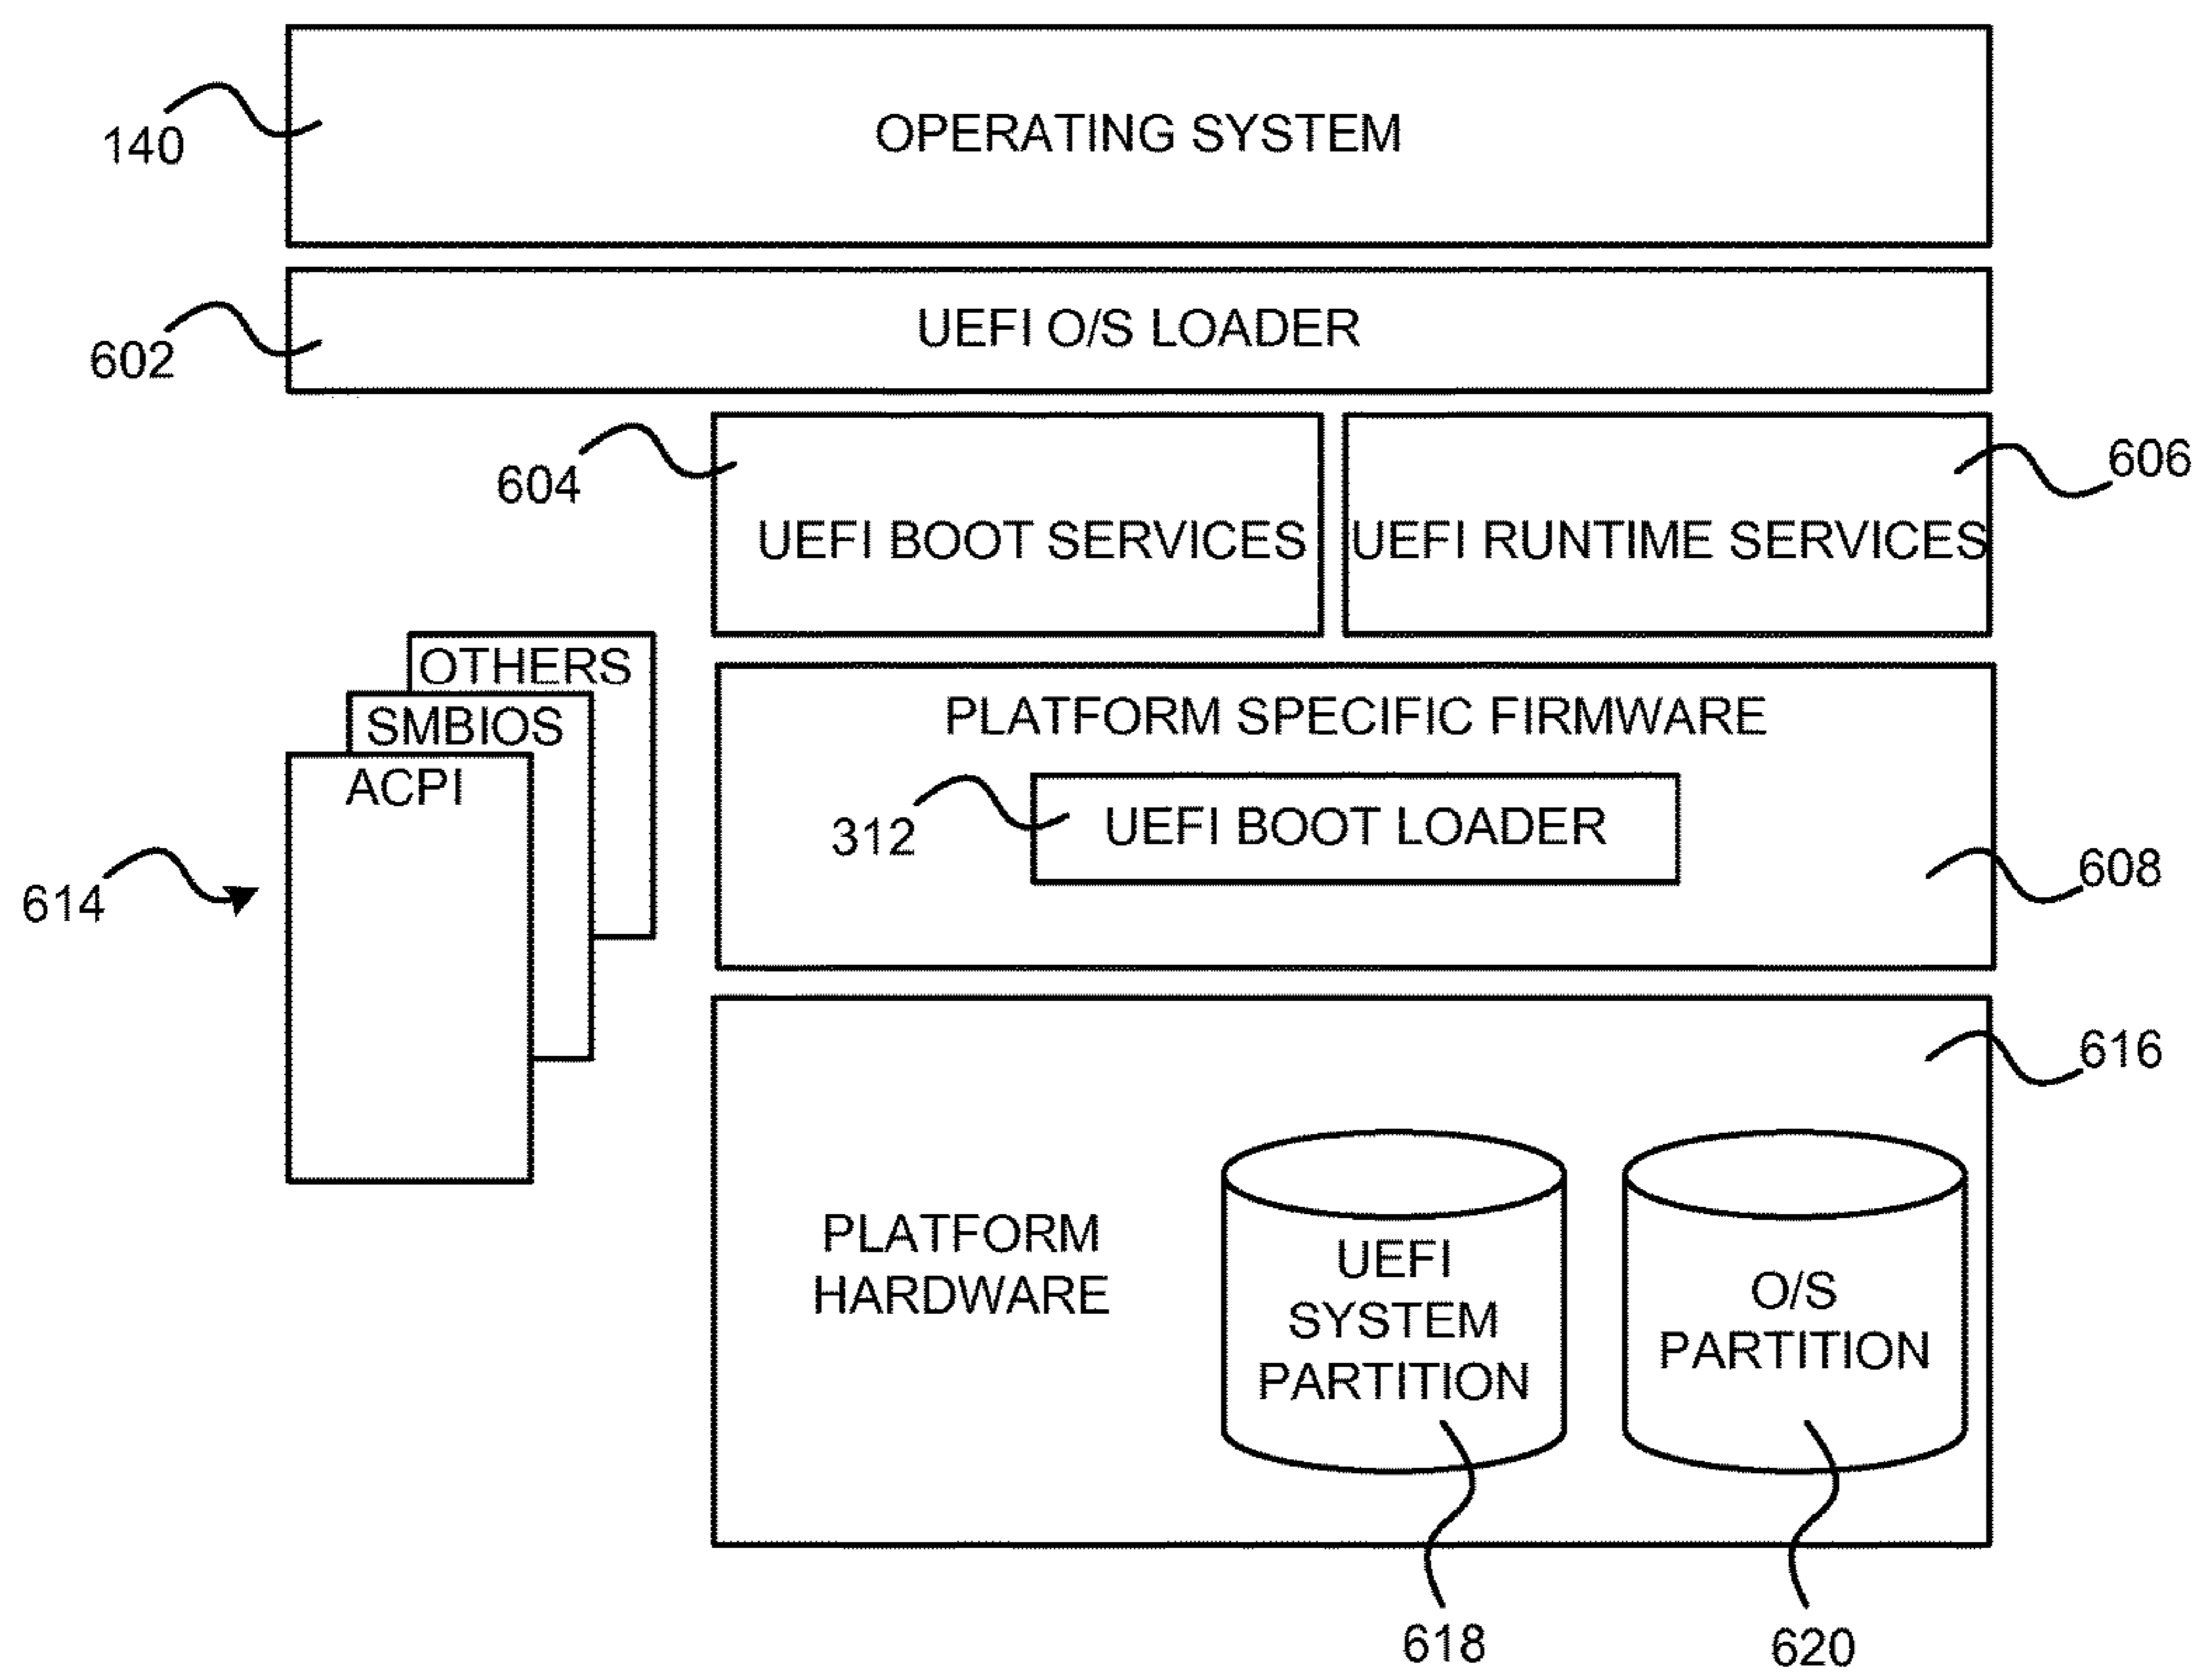 OPERATING SYSTEM
140
UEFI O/S LOADER
602
604
606
UEFI BOOT SERVICES
UEFI RUNTIME SERVICES
OTHERS
SMBIOS
ACPI
614
PLATFORM SPECIFIC FIRMWARE
312
UEFI BOOT LOADER
608
616
PLATFORM
HARDWARE
UEFI
SYSTEM
PARTITION
O/S
PARTITION
618
620